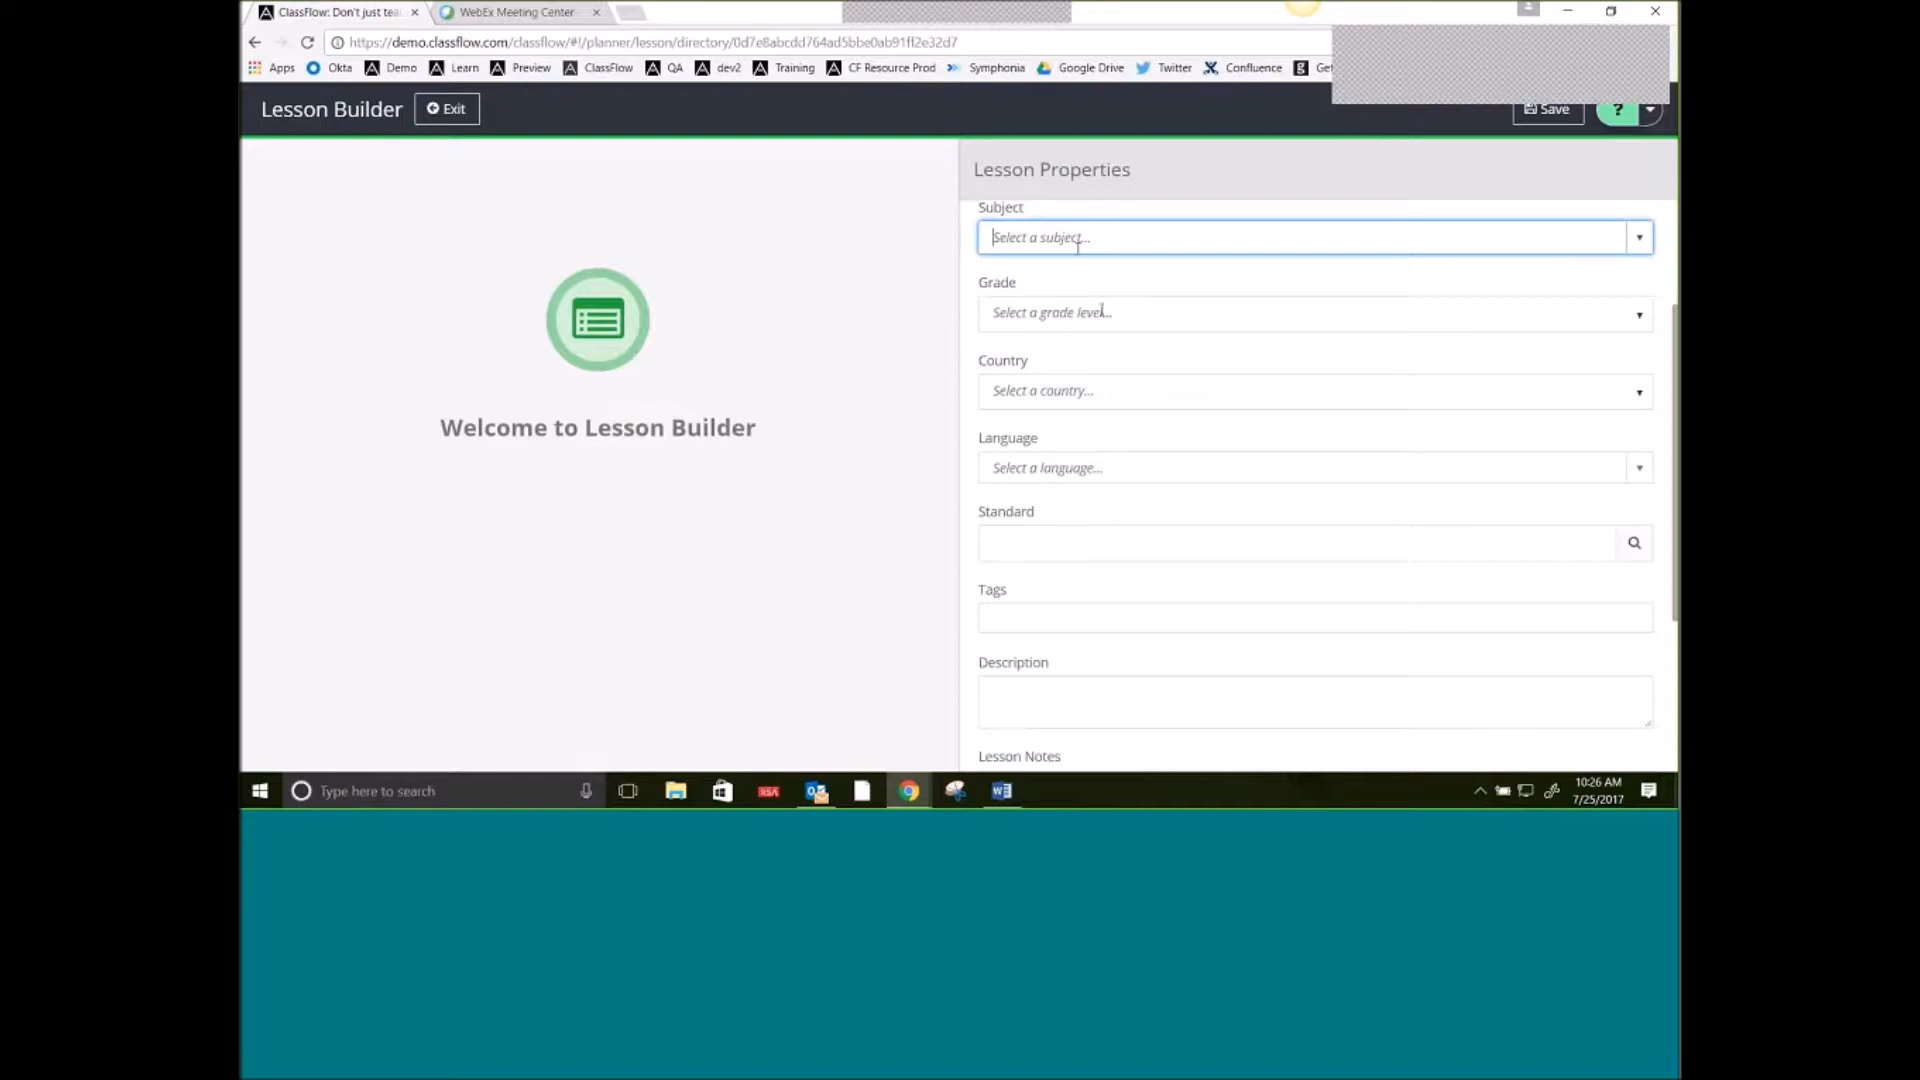 ClassFlow: Don't just tea
WebEx Meeting Center
https://demo.classflow.com/classflow/#!/planner/lesson/directory/0d7e8abcdd764ad5bbe0ab91ff2e32d7
Apps Okta Demo Learn Preview ClassFlow QA dev2 Training CF Resource Prod Symphonia Google Drive Twitter Confluence Get
Lesson Builder Exit Save ?
Lesson Properties
Subject
Select a subject...
Grade
Select a grade level...
Country
Select a country...
Language
Select a language...
Standard
Tags
Description
Lesson Notes
Welcome to Lesson Builder
Type here to search
RSA
10:26 AM
7/25/2017